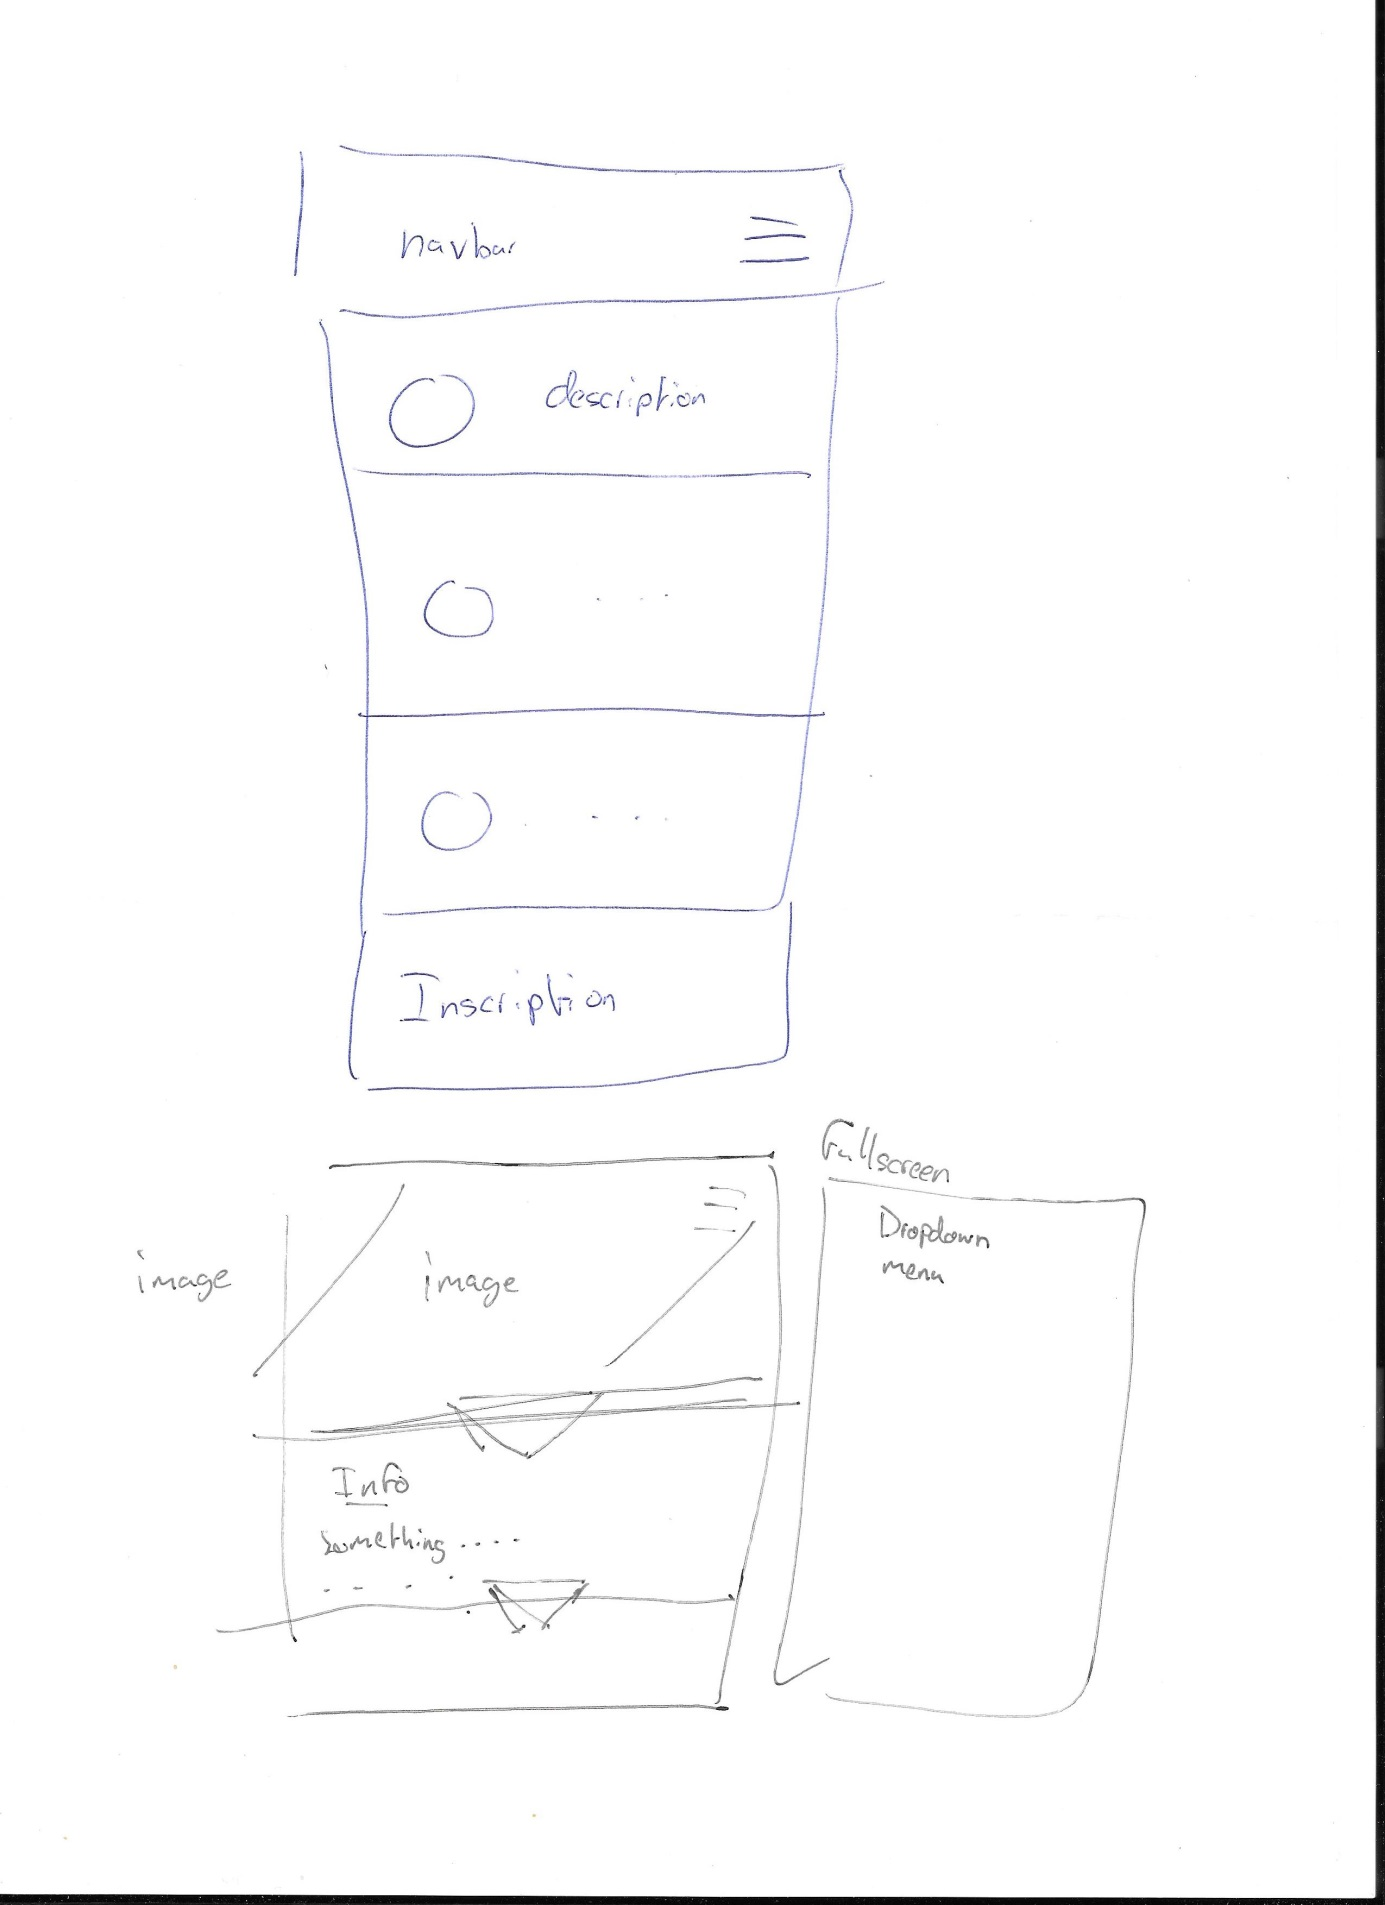 navbar
description
. . .
. . .
Inscription
Fullscreen
Dropdown
menu
image
image
Info
something ....